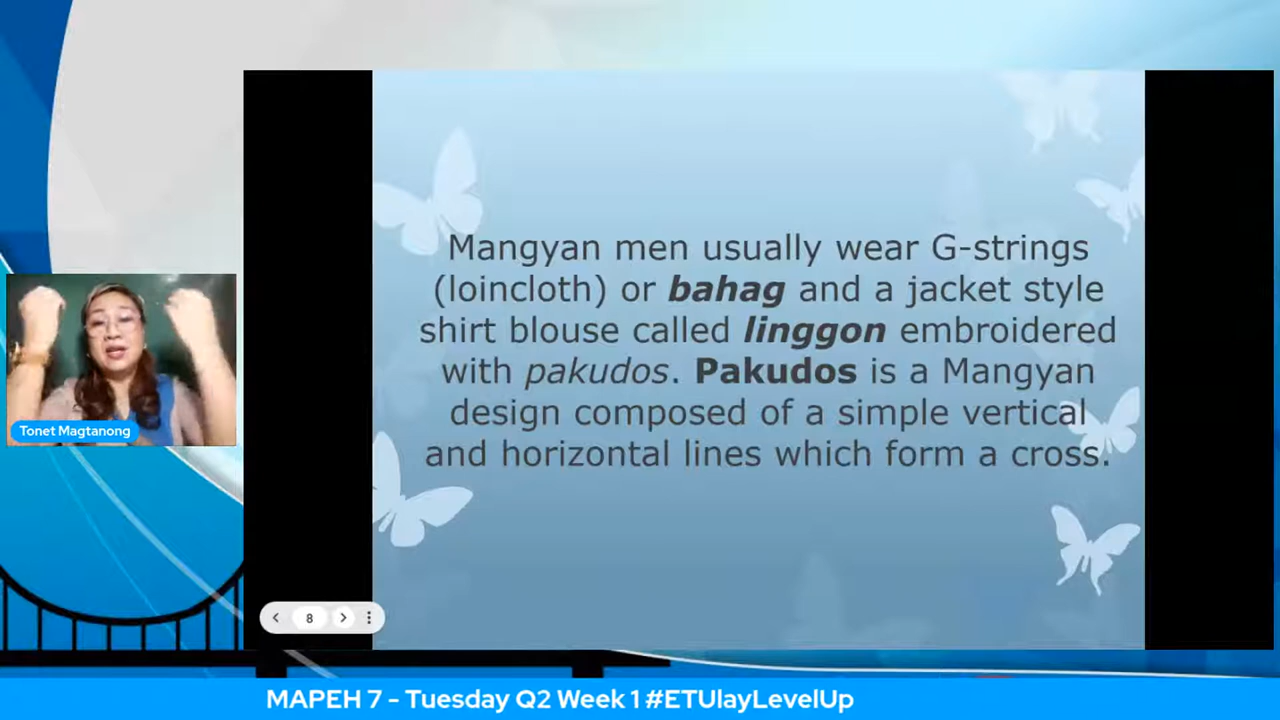 Mangyan men usually wear G-strings
(loincloth) or bahag and a jacket style
shirt blouse called linggon embroidered
with pakudos. Pakudos is a Mangyan
design composed of a simple vertical
and horizontal lines which form a cross.
Tonet Magtanong
8
MAPEH 7 - Tuesday Q2 Week 1 #ETUlayLevelUp